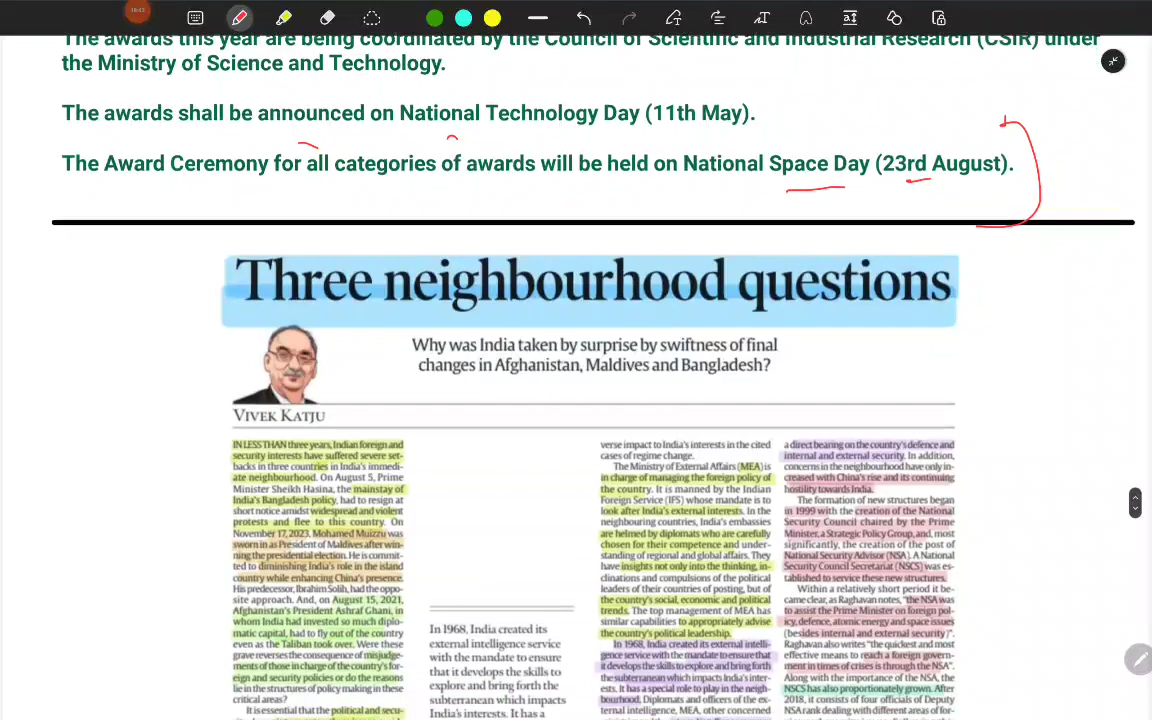 The awards this year are being coordinated by the Council of Scientific and Industrial Research (CSIR) under
the Ministry of Science and Technology.
The awards shall be announced on National Technology Day (11th May).
The Award Ceremony for all categories of awards will be held on National Space Day (23rd August).
Three neighbourhood questions
Why was India taken by surprise by swiftness of final
changes in Afghanistan, Maldives and Bangladesh?
VIVEK KATJU
IN LESS THAN three years, Indian foreign and
security interests have suffered severe set-
backs in three countries in India's immedi-
ate neighbourhood. On August 5, Prime
Minister Sheikh Hasina, the mainstay of
India's Bangladesh policy, had to resign at
short notice amidst widespread and violent
protests and flee to this country. On
November 17, 2023, Mohamed Muizzu was
sworn in as President of Maldives after win-
ning the presidential election. He is commit-
ted to diminishing India's role in the island
country while enhancing China's presence.
His predecessor, Ibrahim Solih, had the oppo-
site approach. And, on August 15, 2021,
Afghanistan's President Ashraf Ghani, in
whom India had invested so much diplo-
matic capital, had to fly out of the country
even as the Taliban took over. Were these
grave reverses the consequence of misjudge-
ments of those in charge of the country's for-
eign and security policies or do the reasons
lie in the structures of policy making in these
critical areas?
It is essential that the political and secu-
In 1968, India created its
external intelligence service
with the mandate to ensure
that it develops the skills to
explore and bring forth the
subterranean which impacts
India's interests. It has a
verse impact to India's interests in the cited
cases of regime change.
The Ministry of External Affairs (MEA) is
in charge of managing the foreign policy of
the country. It is manned by the Indian
Foreign Service (IFS) whose mandate is to
look after India's external interests. In the
neighbouring countries, India's embassies
are helmed by diplomats who are carefully
chosen for their competence and under-
standing of regional and global affairs. They
have insights not only into the thinking, in-
clinations and compulsions of the political
leaders of their countries of posting, but of
the country's social, economic and political
trends. The top management of MEA has
similar capabilities to appropriately advise
the country's political leadership.
In 1968, India created its external intelli-
gence service with the mandate to ensure that
it develops the skills to explore and bring forth
the subterranean which impacts India's inter-
ests. It has a special role to play in the neigh-
bourhood. Diplomats and officers of the ex-
ternal intelligence, MEA, other concerned
a direct bearing on the country's defence and
internal and external security. In addition,
concerns in the neighbourhood have only in-
creased with China's rise and its continuing
hostility towards India.
The formation of new structures began
in 1999 with the creation of the National
Security Council chaired by the Prime
Minister, a Strategic Policy Group, and, most
significantly, the creation of the post of
National Security Advisor (NSA). A National
Security Council Secretariat (NSCS) was es-
tablished to service these new structures.
Within a relatively short period it be-
came clear, as Raghavan notes, "the NSA was
to assist the Prime Minister on foreign pol-
icy, defence, atomic energy and space issues
(besides internal and external security)".
Raghavan also writes "the quickest and most
effective means to reach a foreign govern-
ment in times of crises is through the NSA".
Along with the importance of the NSA, the
NSCS has also proportionately grown. After
2018, it consists of four officials of Deputy
NSA rank dealing with different areas of for-